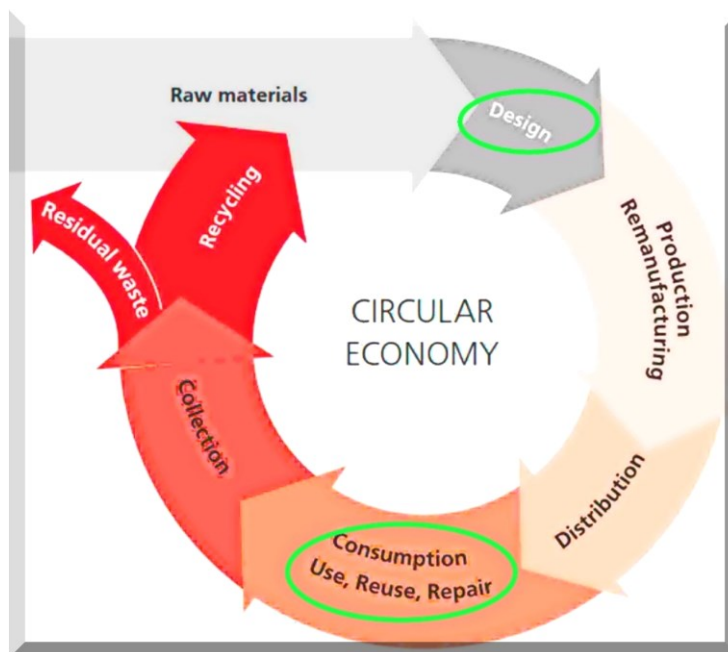 Raw materials
Design
Production
Remanufacturing
Distribution
Consumption
Use, Reuse, Repair
Collection
Recycling
Residual waste
CIRCULAR
ECONOMY